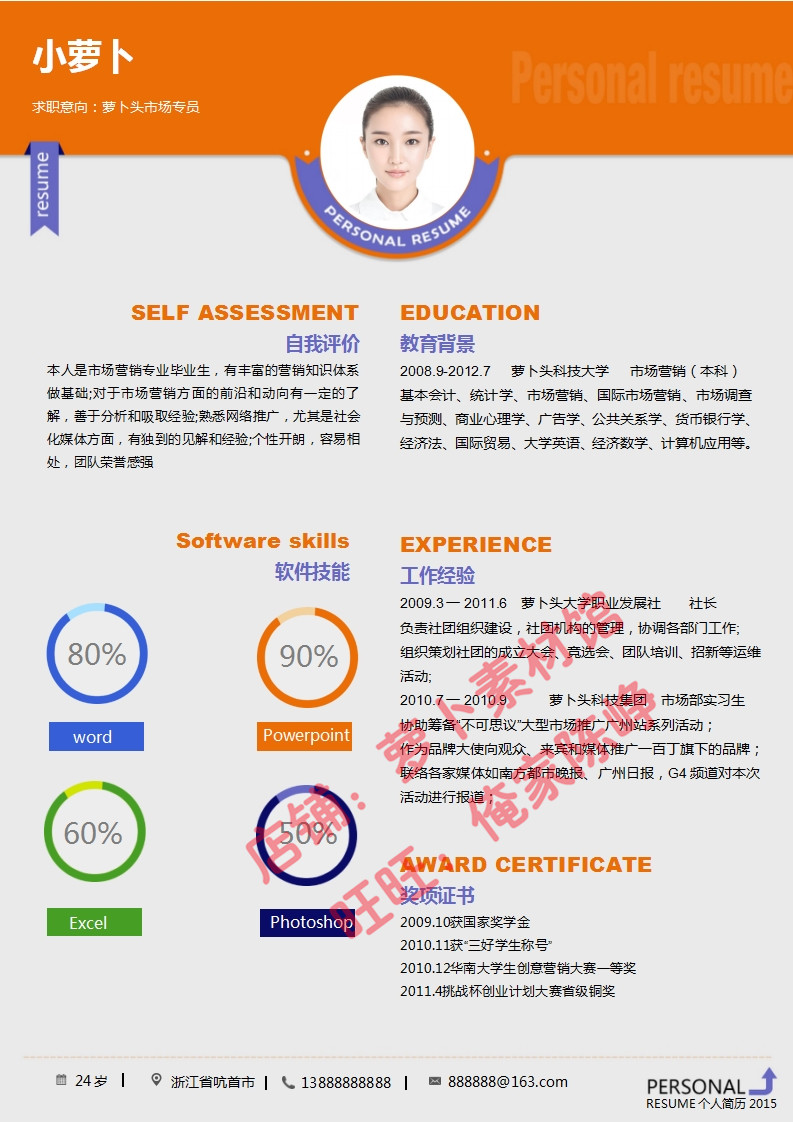 小萝卜
求职意向：萝卜头市场专员
Personal resume
resume
PERSONAL RESUME
SELF ASSESSMENT
自我评价
本人是市场营销专业毕业生，有丰富的营销知识体系
做基础;对于市场营销方面的前沿和动向有一定的了
解，善于分析和吸取经验;熟悉网络推广，尤其是社会
化媒体方面，有独到的见解和经验;个性开朗，容易相
处，团队荣誉感强
EDUCATION
教育背景
2008.9-2012.7 萝卜头科技大学 市场营销（本科）
基本会计、统计学、市场营销、国际市场营销、市场调查
与预测、商业心理学、广告学、公共关系学、货币银行学、
经济法、国际贸易、大学英语、经济数学、计算机应用等。
Software skills
软件技能
80%
90%
word
Powerpoint
60%
50%
Excel
Photoshop
EXPERIENCE
工作经验
2009.3 — 2011.6 萝卜头大学职业发展社 社长
负责社团组织建设，社团机构的管理，协调各部门工作;
组织策划社团的成立大会、竞选会、团队培训、招新等运维
活动;
2010.7 — 2010.9 萝卜头科技集团 市场部实习生
协助筹备“不可思议”大型市场推广广州站系列活动；
作为品牌大使向观众、来宾和媒体推广一百丁旗下的品牌；
联络各家媒体如南方都市晚报、广州日报，G4 频道对本次
活动进行报道；
AWARD CERTIFICATE
奖项证书
2009.10获国家奖学金
2010.11获“三好学生称号”
2010.12华南大学生创意营销大赛一等奖
2011.4挑战杯创业计划大赛省级铜奖
店铺：萝卜素材馆
旺旺：俺家陈峥
24 岁 | 浙江省吭首市 | 13888888888 | 888888@163.com
PERSONAL
RESUME 个人简历 2015